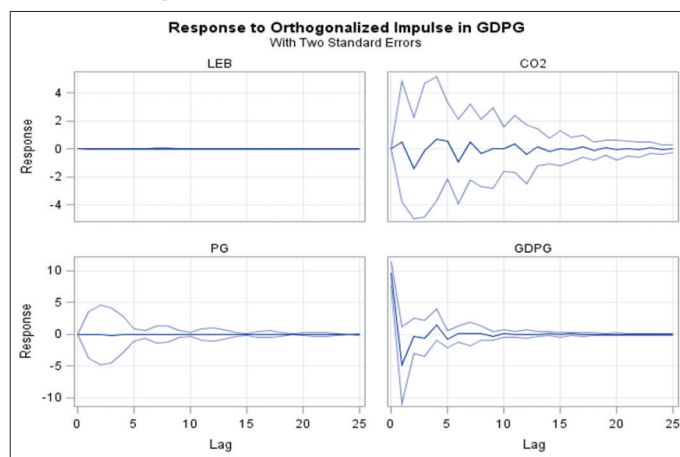 Response to Orthogonalized Impulse in GDPG
With Two Standard Errors
LEB
CO2
Response
4
2
0
-2
-4
PG
GDPG
Response
10
5
0
-5
-10
0 5 10 15 20 25
0 5 10 15 20 25
Lag
Lag